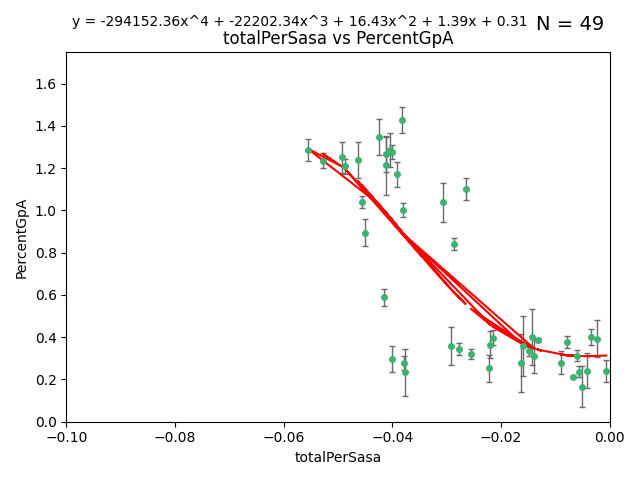 y = -294152.36x^4 + -22202.34x^3 + 16.43x^2 + 1.39x + 0.31 N = 49
totalPerSasa vs PercentGpA
1.6
1.4
1.2
1.0
0.8
0.6
0.4
0.2
0.0
PercentGpA
−0.10 −0.08 −0.06 −0.04 −0.02 0.00
totalPerSasa